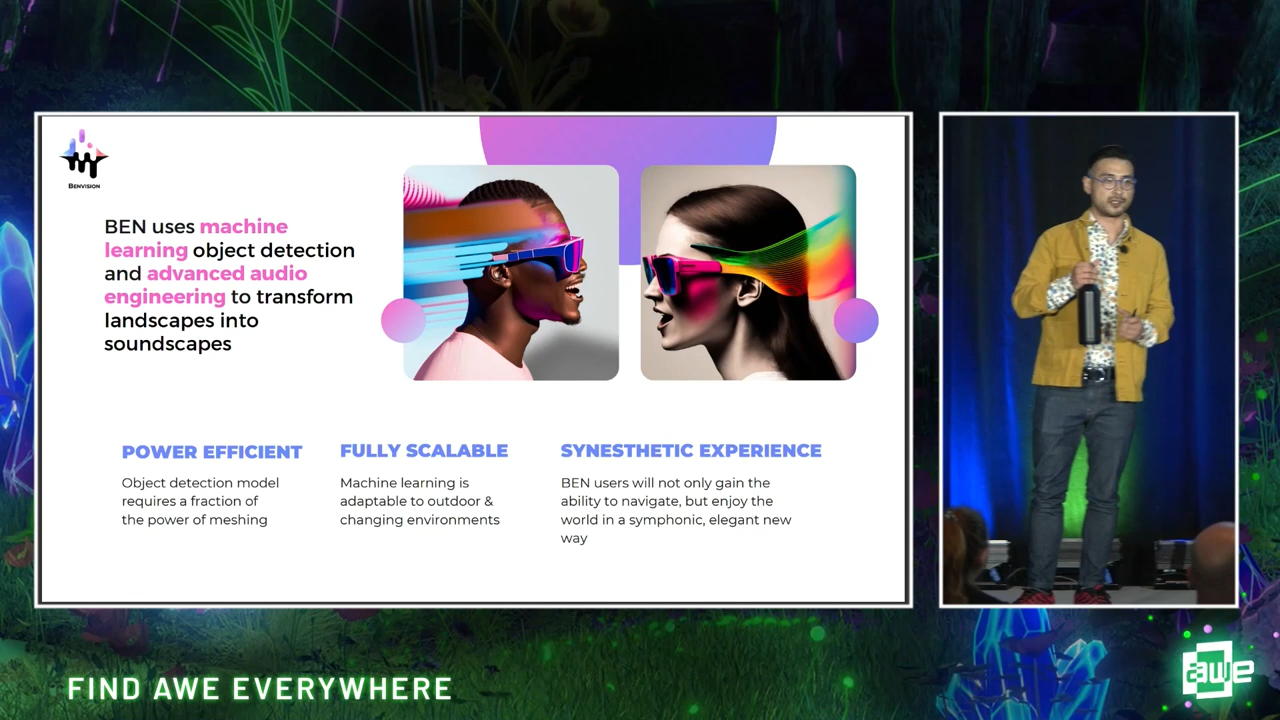 BENVISION
BEN uses machine
learning object detection
and advanced audio
engineering to transform
landscapes into
soundscapes
POWER EFFICIENT
Object detection model
requires a fraction of
the power of meshing
FULLY SCALABLE
Machine learning is
adaptable to outdoor &
changing environments
SYNESTHETIC EXPERIENCE
BEN users will not only gain the
ability to navigate, but enjoy the
world in a symphonic, elegant new
way
FIND AWE EVERYWHERE
awe